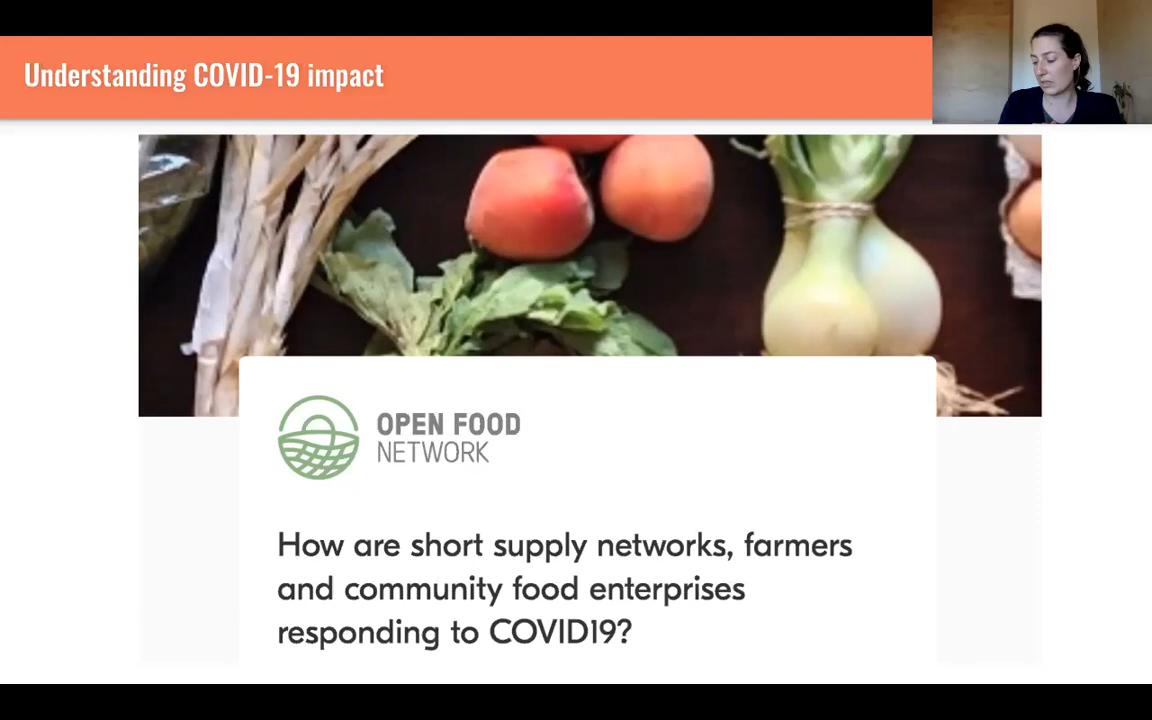 Understanding COVID-19 impact
OPEN FOOD
NETWORK
How are short supply networks, farmers
and community food enterprises
responding to COVID19?